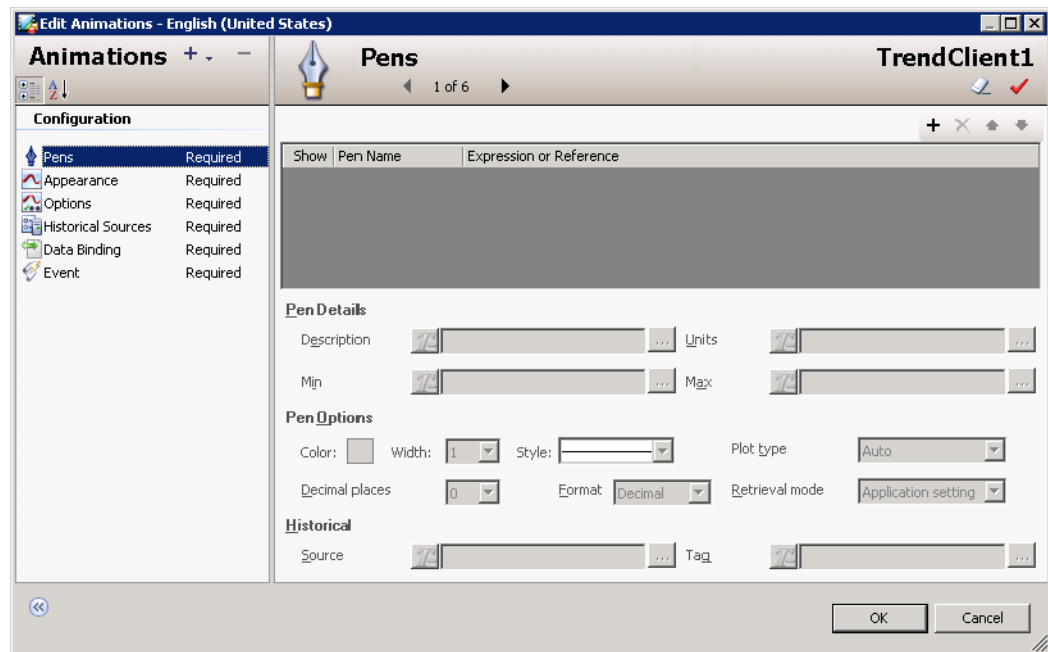 Edit Animations - English (United States)
Animations
Pens
TrendClient1
1 of 6
Configuration
Pens Required
Appearance Required
Options Required
Historical Sources Required
Data Binding Required
Event Required
Show Pen Name Expression or Reference
Pen Details
Description Units
Min Max
Pen Options
Color: Width: 1 Style: Plot type Auto
Decimal places 0 Format Decimal Retrieval mode Application setting
Historical
Source Tag
OK Cancel